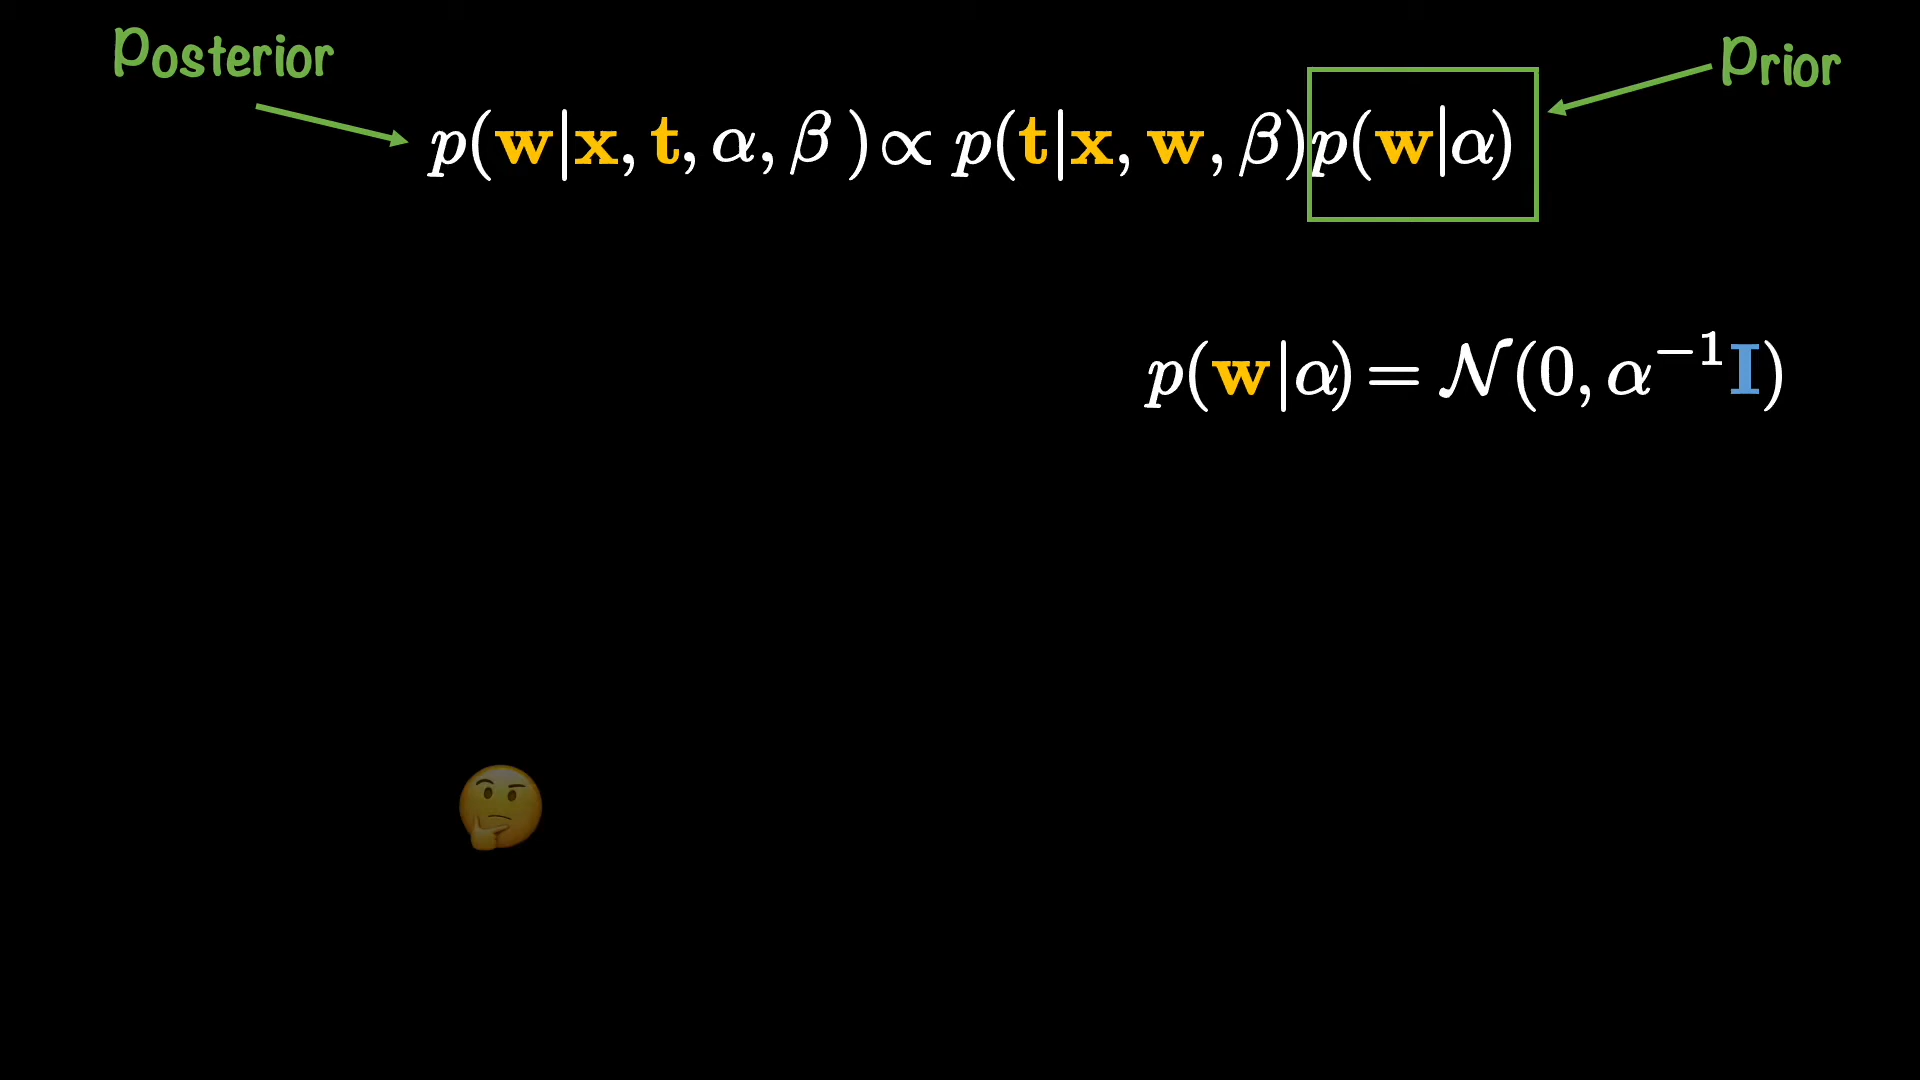 Posterior
Prior
p(w|x, t, α, β ) ∝ p(t|x, w, β)p(w|α)
p(w|α) = 𝒩(0, α⁻¹I)